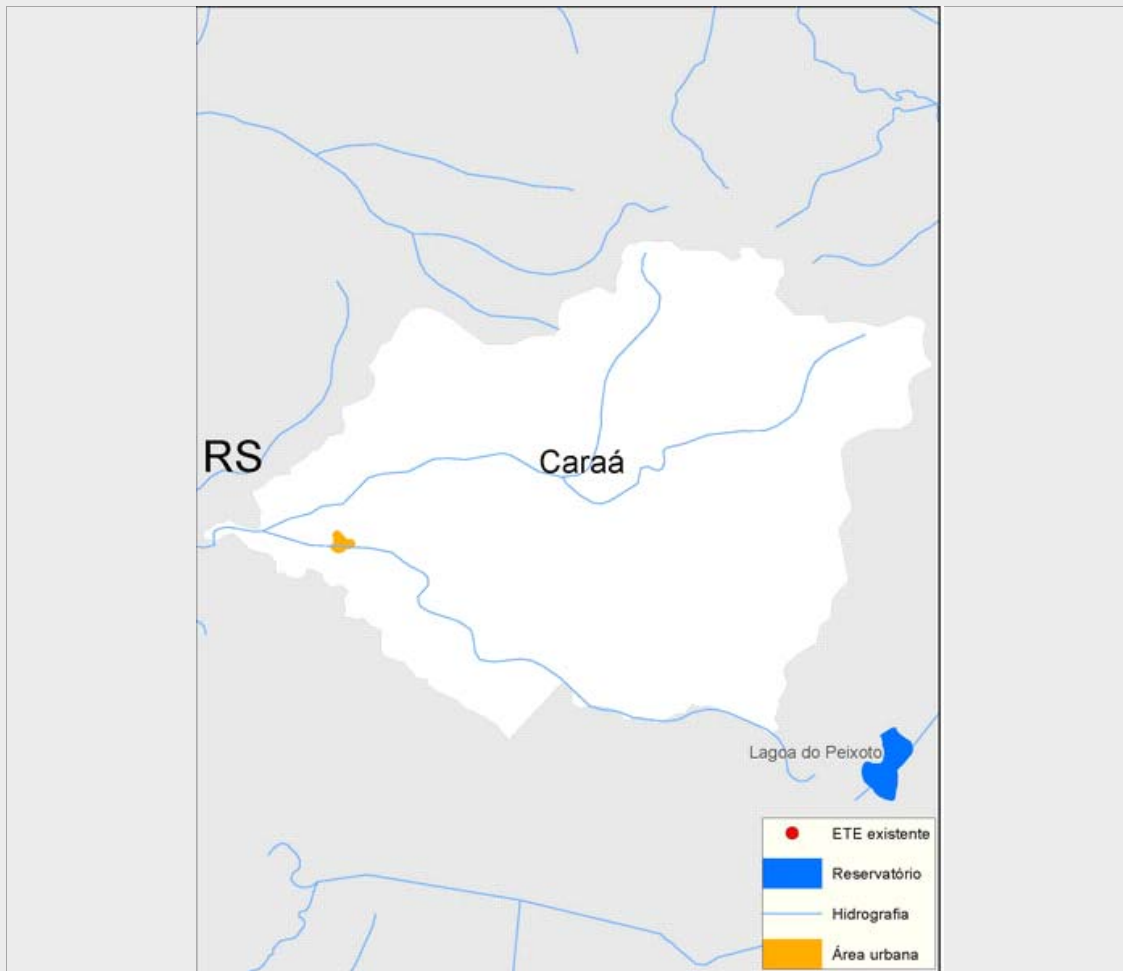 RS
Caraá
Lagoa do Peixoto
ETE existente
Reservatório
Hidrografia
Área urbana